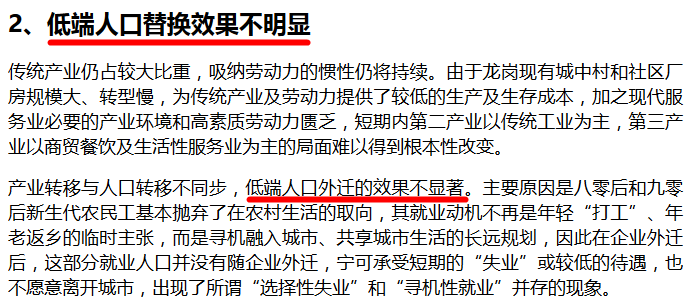 2、低端人口替换效果不明显
传统产业仍占较大比重，吸纳劳动力的惯性仍将持续。由于龙岗现有城中村和社区厂
房规模大、转型慢，为传统产业及劳动力提供了较低的生产及生存成本，加之现代服
务业必要的产业环境和高素质劳动力匮乏，短期内第二产业以传统工业为主，第三产
业以商贸餐饮及生活性服务业为主的局面难以得到根本性改变。
产业转移与人口转移不同步，低端人口外迁的效果不显著。主要原因是八零后和九零
后新生代农民工基本抛弃了在农村生活的取向，其就业动机不再是年轻“打工”、年
老返乡的临时主张，而是寻机融入城市、共享城市生活的长远规划，因此在企业外迁
后，这部分就业人口并没有随企业外迁，宁可承受短期的“失业”或较低的待遇，也
不愿意离开城市，出现了所谓“选择性失业”和“寻机性就业”并存的现象。